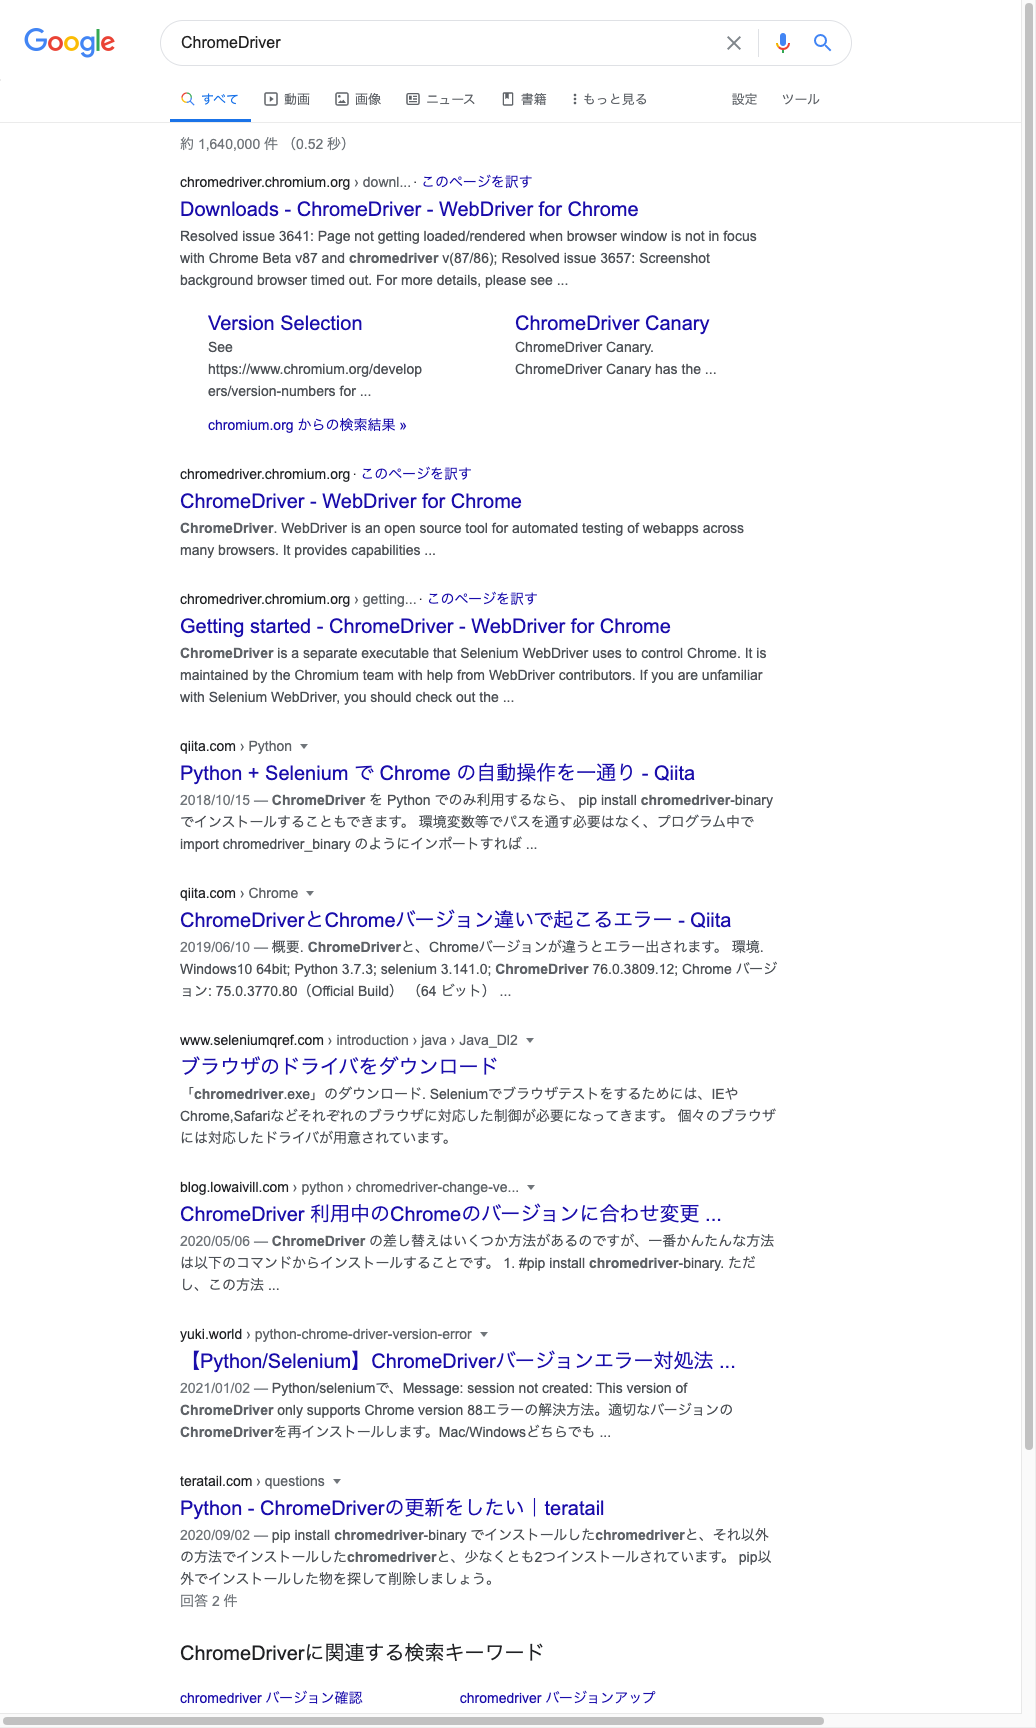 Google
ChromeDriver
すべて 動画 画像 ニュース 書籍 もっと見る 設定 ツール
約 1,640,000 件 （0.52 秒）
chromedriver.chromium.org › downl... · このページを訳す
Downloads - ChromeDriver - WebDriver for Chrome
Resolved issue 3641: Page not getting loaded/rendered when browser window is not in focus
with Chrome Beta v87 and chromedriver v(87/86); Resolved issue 3657: Screenshot
background browser timed out. For more details, please see ...
Version Selection
See
https://www.chromium.org/develop
ers/version-numbers for ...
ChromeDriver Canary
ChromeDriver Canary.
ChromeDriver Canary has the ...
chromium.org からの検索結果 »
chromedriver.chromium.org · このページを訳す
ChromeDriver - WebDriver for Chrome
ChromeDriver. WebDriver is an open source tool for automated testing of webapps across
many browsers. It provides capabilities ...
chromedriver.chromium.org › getting... · このページを訳す
Getting started - ChromeDriver - WebDriver for Chrome
ChromeDriver is a separate executable that Selenium WebDriver uses to control Chrome. It is
maintained by the Chromium team with help from WebDriver contributors. If you are unfamiliar
with Selenium WebDriver, you should check out the ...
qiita.com › Python
Python + Selenium で Chrome の自動操作を一通り - Qiita
2018/10/15 — ChromeDriver を Python でのみ利用するなら、 pip install chromedriver-binary
でインストールすることもできます。 環境変数等でパスを通す必要はなく、プログラム中で
import chromedriver_binary のようにインポートすれば ...
qiita.com › Chrome
ChromeDriverとChromeバージョン違いで起こるエラー - Qiita
2019/06/10 — 概要. ChromeDriverと、Chromeバージョンが違うとエラー出されます。 環境.
Windows10 64bit; Python 3.7.3; selenium 3.141.0; ChromeDriver 76.0.3809.12; Chrome バージ
ョン: 75.0.3770.80（Official Build） （64 ビット） ...
www.seleniumqref.com › introduction › java › Java_Dl2
ブラウザのドライバをダウンロード
「chromedriver.exe」のダウンロード. Seleniumでブラウザテストをするためには、IEや
Chrome,Safariなどそれぞれのブラウザに対応した制御が必要になってきます。 個々のブラウザ
には対応したドライバが用意されています。
blog.lowaivill.com › python › chromedriver-change-ve...
ChromeDriver 利用中のChromeのバージョンに合わせ変更 ...
2020/05/06 — ChromeDriver の差し替えはいくつか方法があるのですが、一番かんたんな方法
は以下のコマンドからインストールすることです。 1. #pip install chromedriver-binary. ただ
し、この方法 ...
yuki.world › python-chrome-driver-version-error
【Python/Selenium】ChromeDriverバージョンエラー対処法 ...
2021/01/02 — Python/seleniumで、Message: session not created: This version of
ChromeDriver only supports Chrome version 88エラーの解決方法。適切なバージョンの
ChromeDriverを再インストールします。Mac/Windowsどちらでも ...
teratail.com › questions
Python - ChromeDriverの更新をしたい｜teratail
2020/09/02 — pip install chromedriver-binary でインストールしたchromedriverと、それ以外
の方法でインストールしたchromedriverと、少なくとも2つインストールされています。 pip以
外でインストールした物を探して削除しましょう。
回答 2 件
ChromeDriverに関連する検索キーワード
chromedriver バージョン確認 chromedriver バージョンアップ